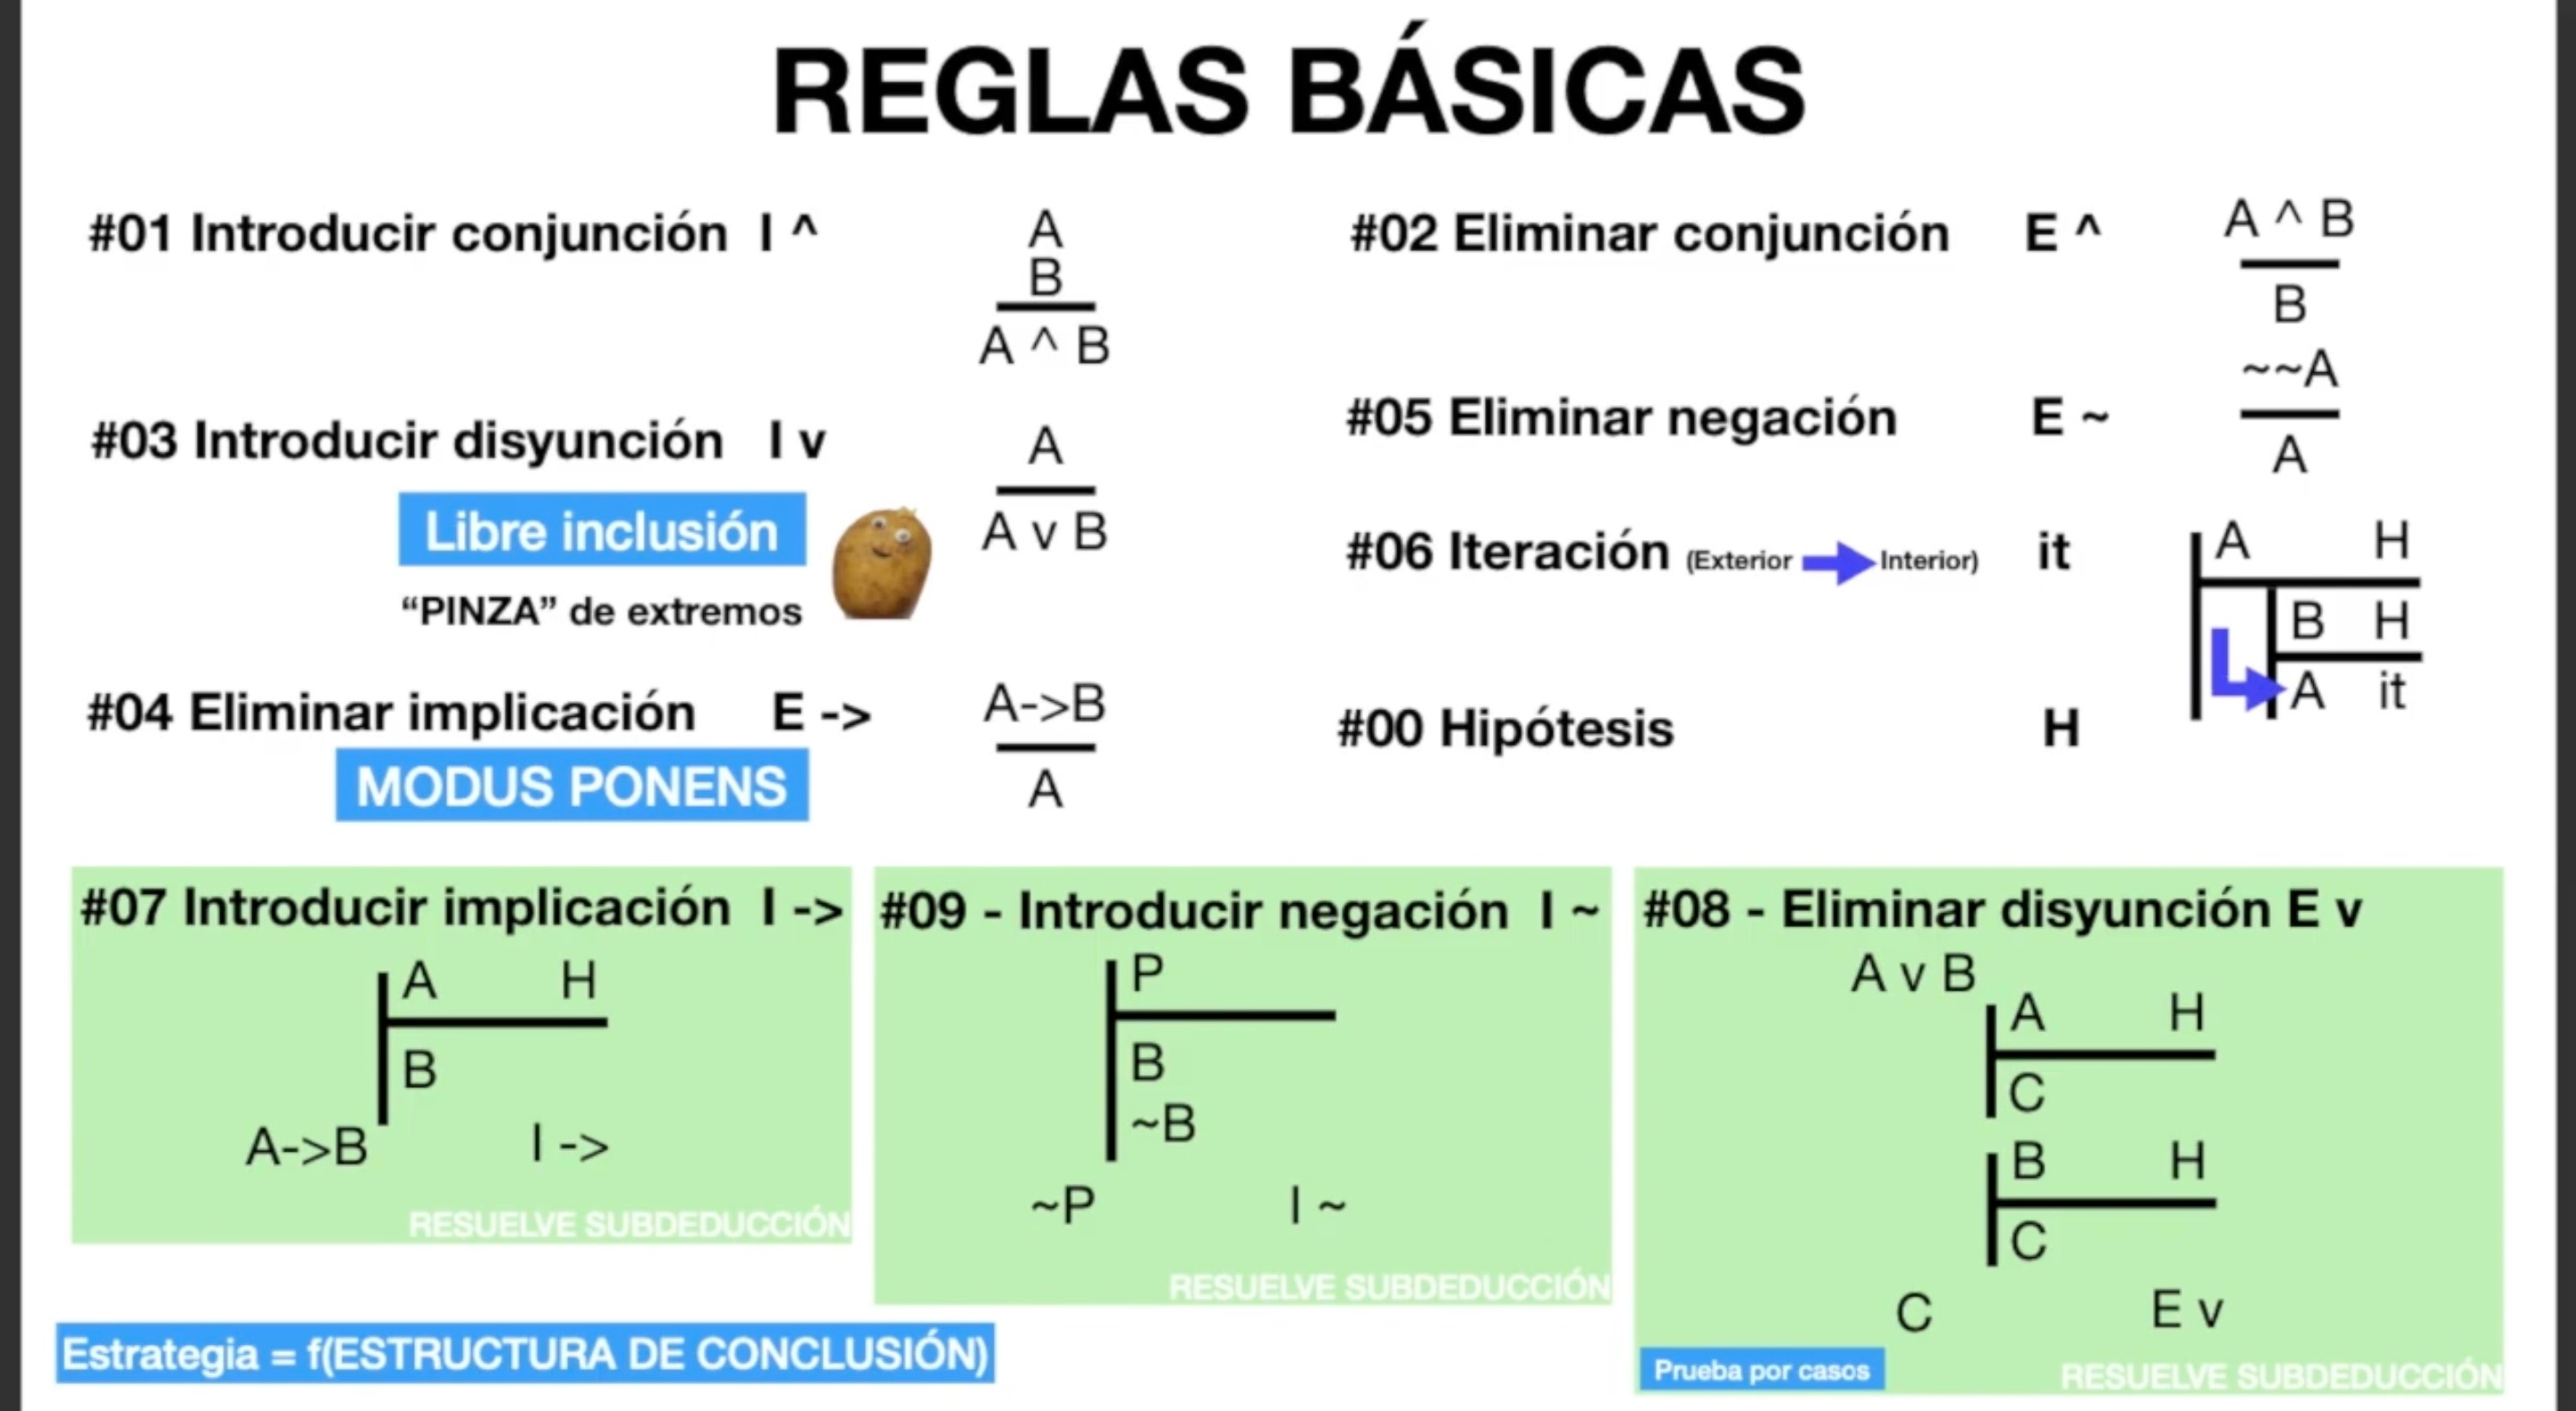 REGLAS BÁSICAS
#01 Introducir conjunción I ^
A
B
A ^ B
#02 Eliminar conjunción E ^
A ^ B
B
#03 Introducir disyunción I v
A
A v B
Libre inclusión
“PINZA” de extremos
#05 Eliminar negación E ~
~~A
A
#06 Iteración (Exterior Interior) it
A H
B H
A it
#04 Eliminar implicación E ->
A->B
A
MODUS PONENS
#00 Hipótesis H
#07 Introducir implicación I ->
A H
B
A->B I ->
RESUELVE SUBDEDUCCIÓN
#09 - Introducir negación I ~
P
B
~B
~P I ~
RESUELVE SUBDEDUCCIÓN
#08 - Eliminar disyunción E v
A v B
A H
C
B H
C
C E v
Prueba por casos
RESUELVE SUBDEDUCCIÓN
Estrategia = f(ESTRUCTURA DE CONCLUSIÓN)